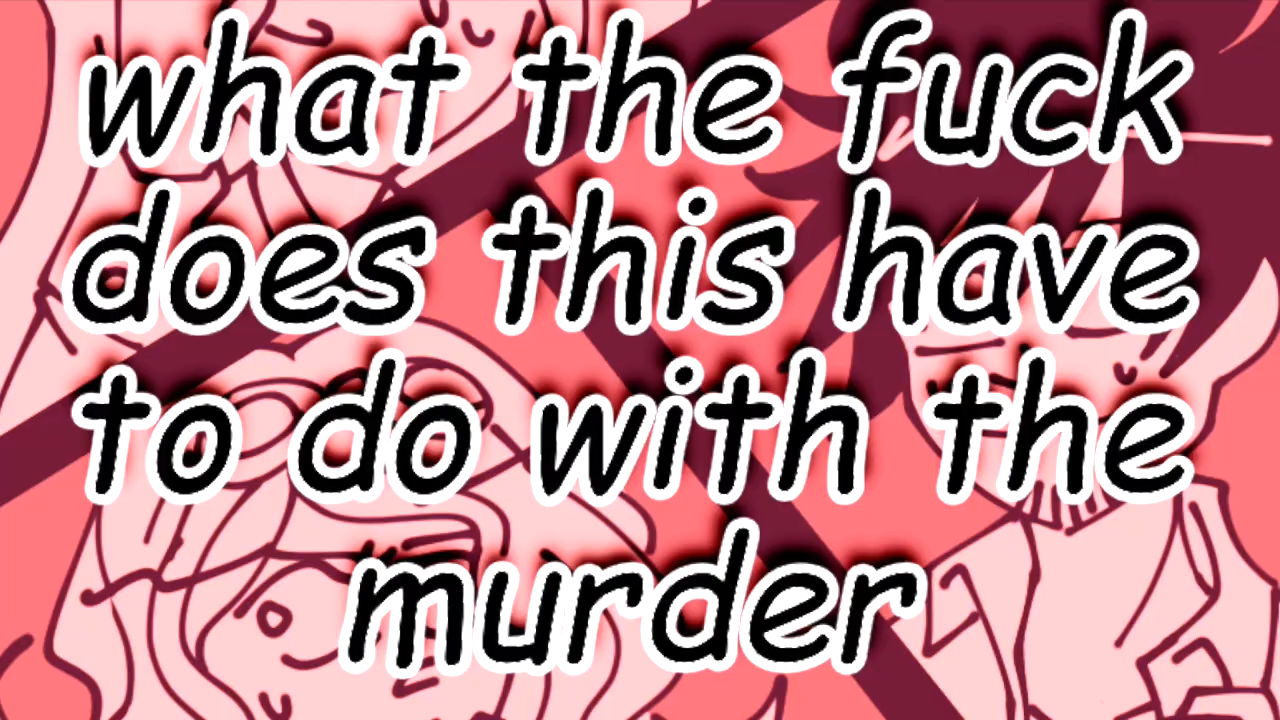 what the fuck
does this have
to do with the
murder